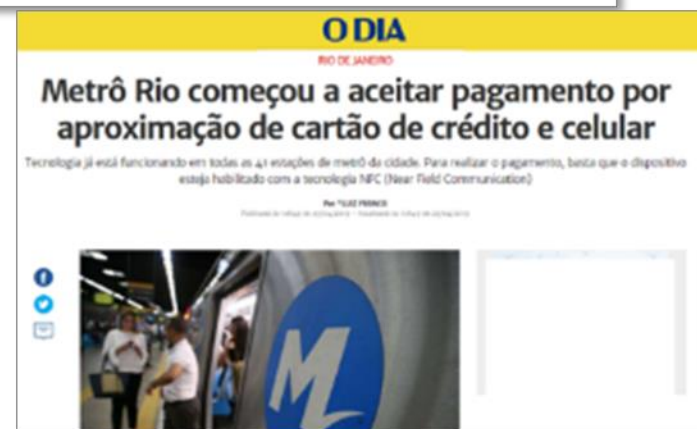 O DIA
RIO DE JANEIRO
Metrô Rio começou a aceitar pagamento por
aproximação de cartão de crédito e celular
Tecnologia já está funcionando em todas as 41 estações de metrô da cidade. Para realizar o pagamento, basta que o dispositivo
esteja habilitado com a tecnologia NFC (Near Field Communication)
Por
M